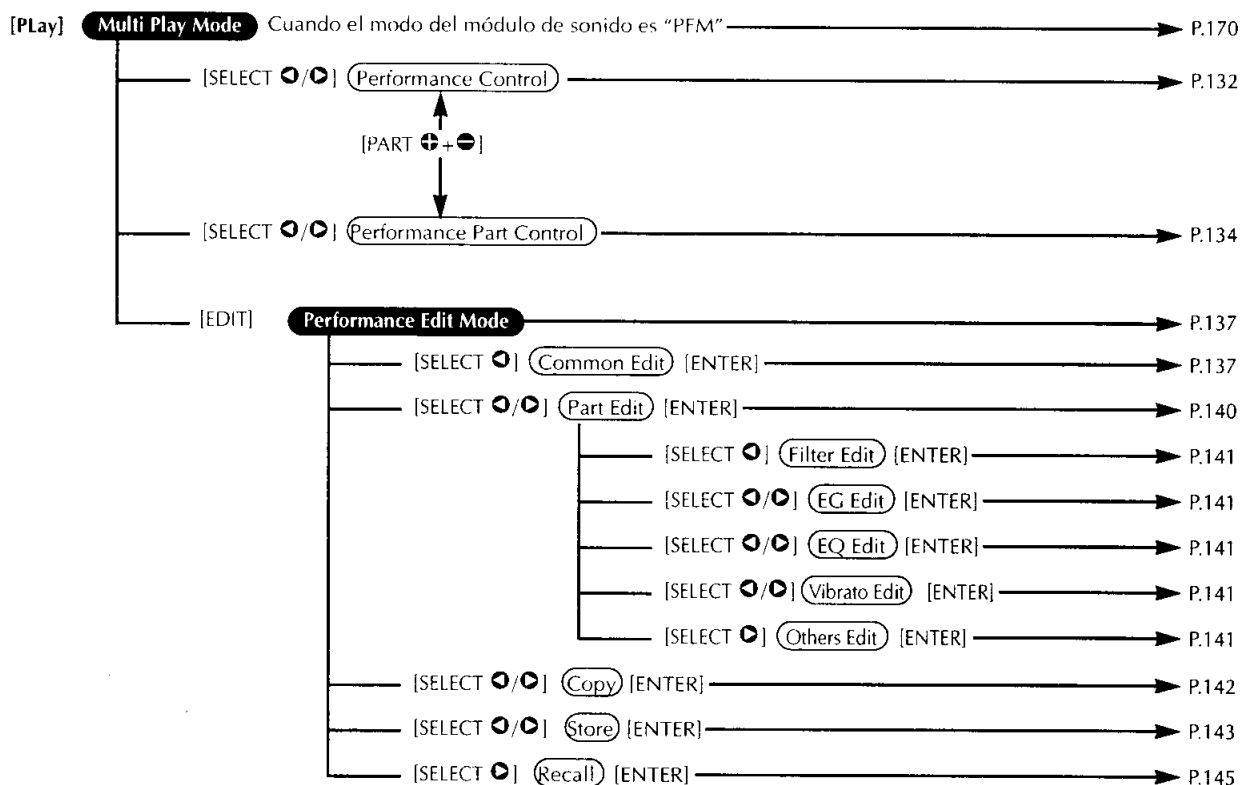 [PLay] Multi Play Mode Cuando el modo del módulo de sonido es “PFM” P.170
[SELECT ◀/▶] Performance Control P.132
[PART +＋−]
[SELECT ◀/▶] Performance Part Control P.134
[EDIT] Performance Edit Mode P.137
[SELECT ◀] Common Edit [ENTER] P.137
[SELECT ◀/▶] Part Edit [ENTER] P.140
[SELECT ◀] Filter Edit [ENTER] P.141
[SELECT ◀/▶] EG Edit [ENTER] P.141
[SELECT ◀/▶] EQ Edit [ENTER] P.141
[SELECT ◀/▶] Vibrato Edit [ENTER] P.141
[SELECT ▶] Others Edit [ENTER] P.141
[SELECT ◀/▶] Copy [ENTER] P.142
[SELECT ◀/▶] Store [ENTER] P.143
[SELECT ▶] Recall [ENTER] P.145